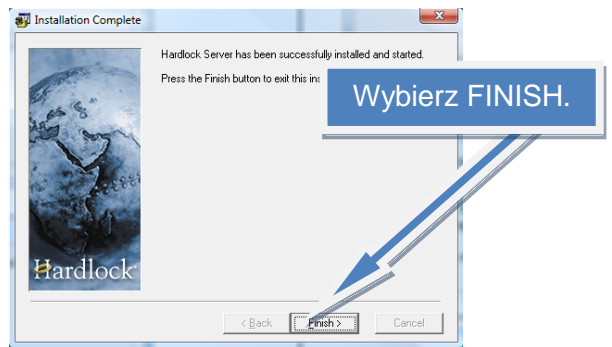 Installation Complete
Hardlock Server has been successfully installed and started.
Press the Finish button to exit this
Wybierz FINISH.
Hardlock
< Back
Finish >
Cancel